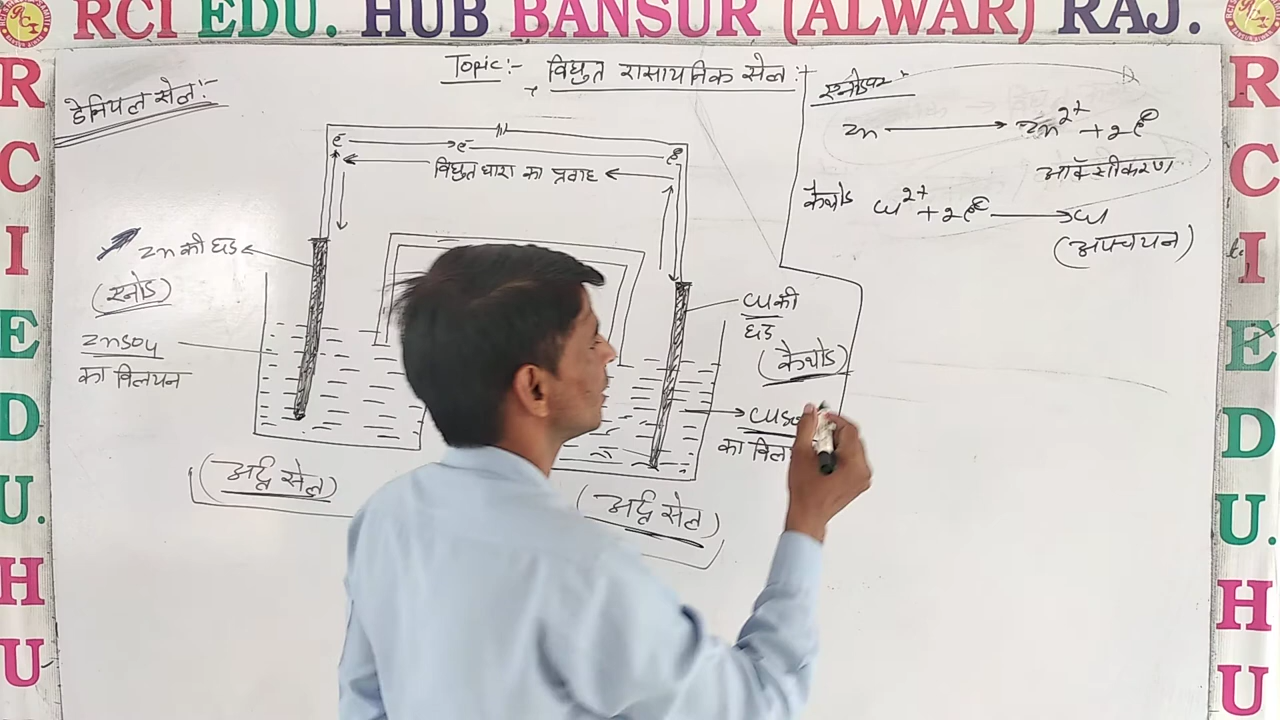 RCI EDU. HUB BANSUR (ALWAR) RAJ.
R
C
I
E
D
U.
H
U
R
C
I
E
D
U.
H
U
Topic:- विधुत रासायनिक सेल:-
डेनियल सेल:-
e⁻ → e⁻ e⁻
विधुत धारा का प्रवाह
Zn की छड
(एनोड)
ZnSO4
का विलयन
Cu की
छड
(कैथोड)
का
(अर्द्ध सेल)
(अर्द्ध सेल)
एनोड पर:-
Zn → Zn²⁺ + 2e⁻
ऑक्सीकरण
कैथोड Cu²⁺ + 2e⁻ → Cu
(अपचयन)